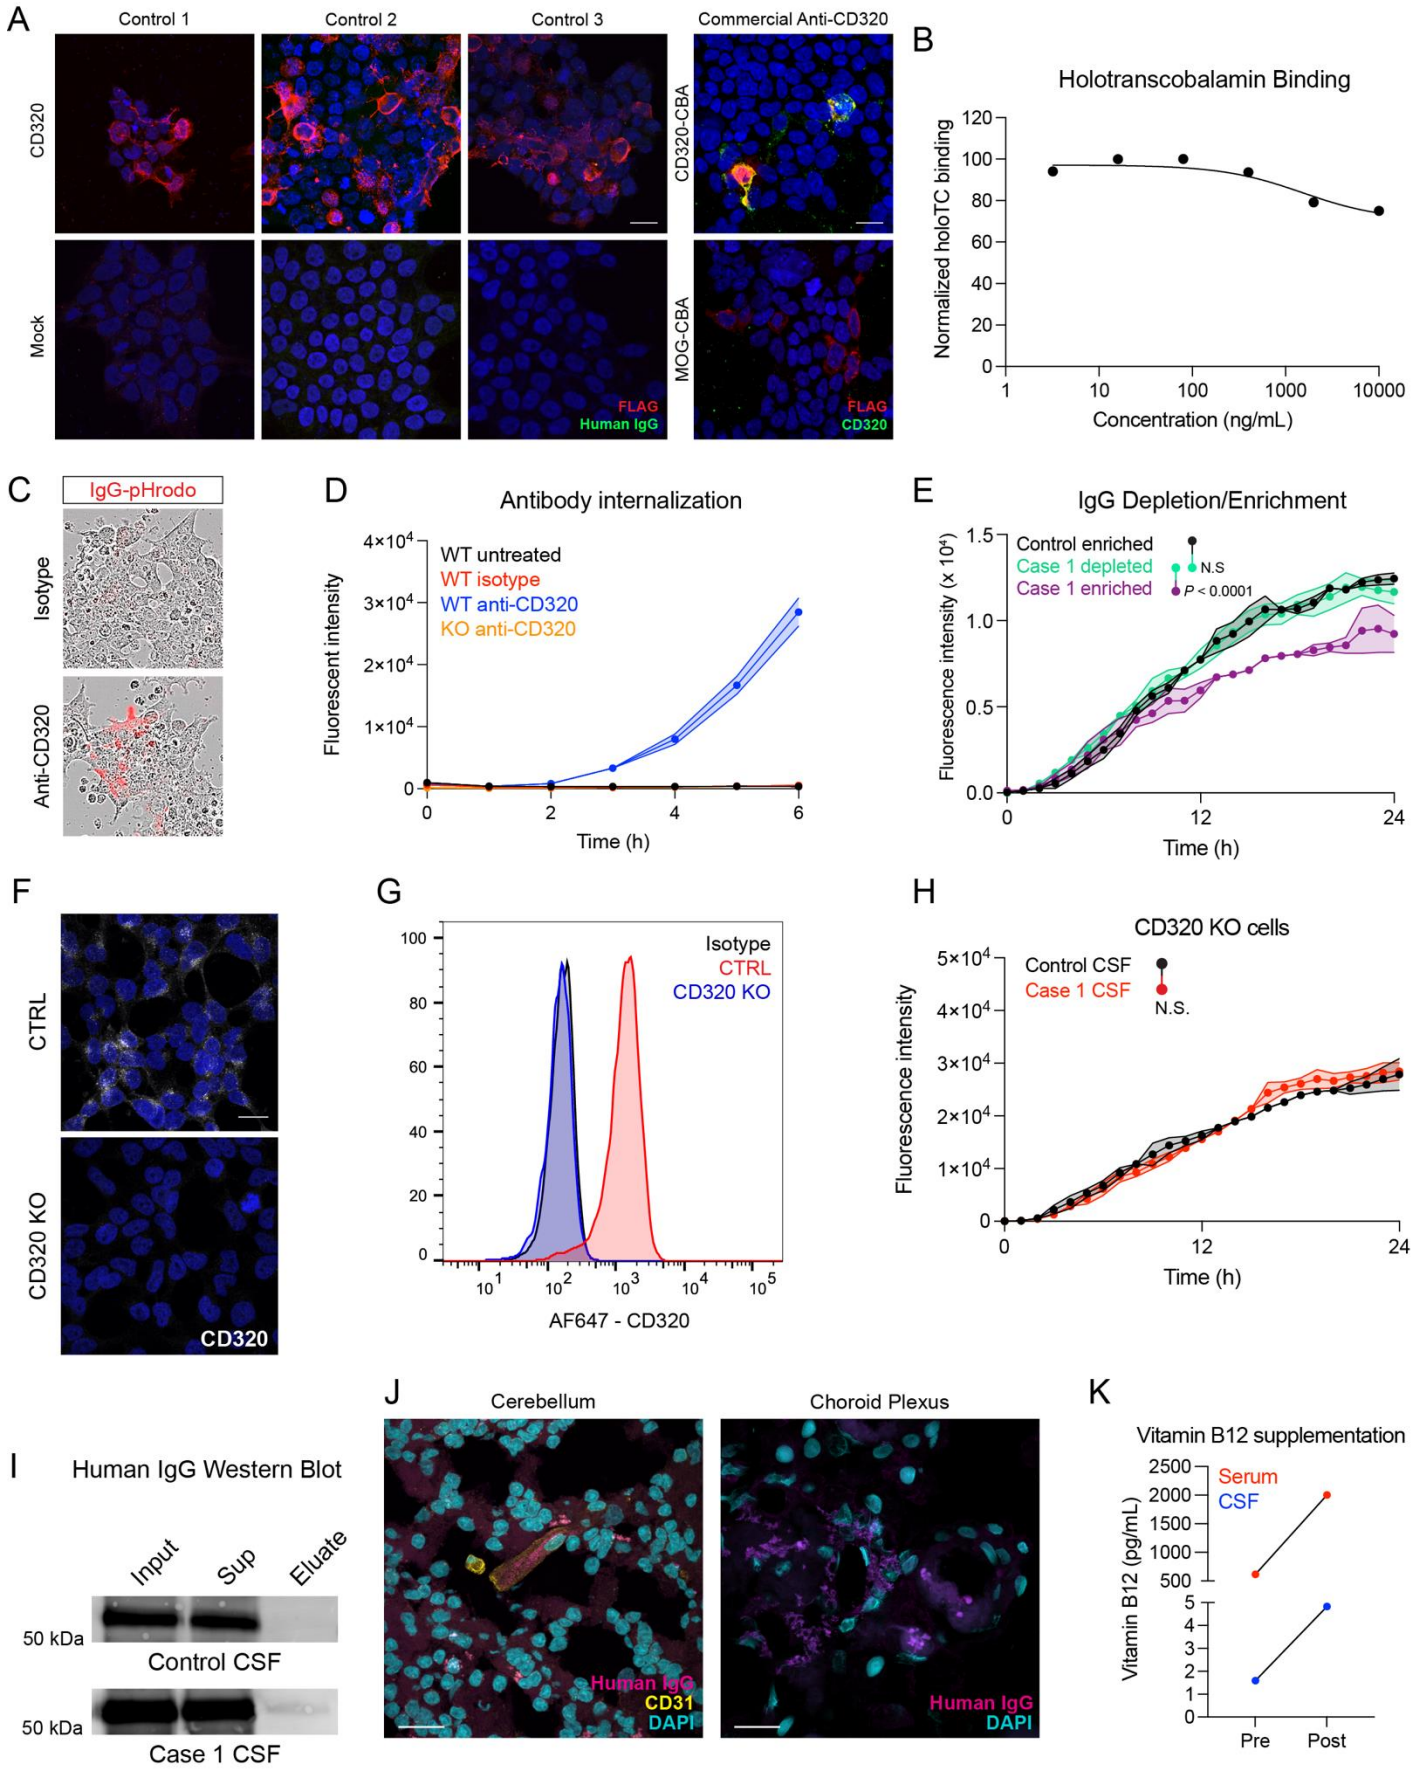 A
Control 1
Control 2
Control 3
Commercial Anti-CD320
CD320
Mock
CD320-CBA
MOG-CBA
FLAG
Human IgG
FLAG
CD320
B
Holotranscobalamin Binding
Normalized holoTC binding
120
100
80
60
40
20
0
1
10
100
1000
10000
Concentration (ng/mL)
C
IgG-pHrodo
Isotype
Anti-CD320
D
Antibody internalization
WT untreated
WT isotype
WT anti-CD320
KO anti-CD320
Fluorescent intensity
4×10⁴
3×10⁴
2×10⁴
1×10⁴
0
0
2
4
6
Time (h)
E
IgG Depletion/Enrichment
Control enriched
Case 1 depleted
Case 1 enriched
N.S
P < 0.0001
Fluorescence intensity (x 10⁴)
1.5
1.0
0.5
0.0
0
12
24
Time (h)
F
CTRL
CD320 KO
CD320
G
Isotype
CTRL
CD320 KO
100
80
60
40
20
0
10¹
10²
10³
10⁴
10⁵
AF647 - CD320
H
CD320 KO cells
Control CSF
Case 1 CSF
N.S.
Fluorescence intensity
5×10⁴
4×10⁴
3×10⁴
2×10⁴
1×10⁴
0
0
12
24
Time (h)
I
Human IgG Western Blot
Input
Sup
Eluate
50 kDa
Control CSF
50 kDa
Case 1 CSF
J
Cerebellum
Choroid Plexus
Human IgG
CD31
DAPI
Human IgG
DAPI
K
Vitamin B12 supplementation
Serum
CSF
Vitamin B12 (pg/mL)
2500
2000
1500
1000
500
5
4
3
2
1
0
Pre
Post